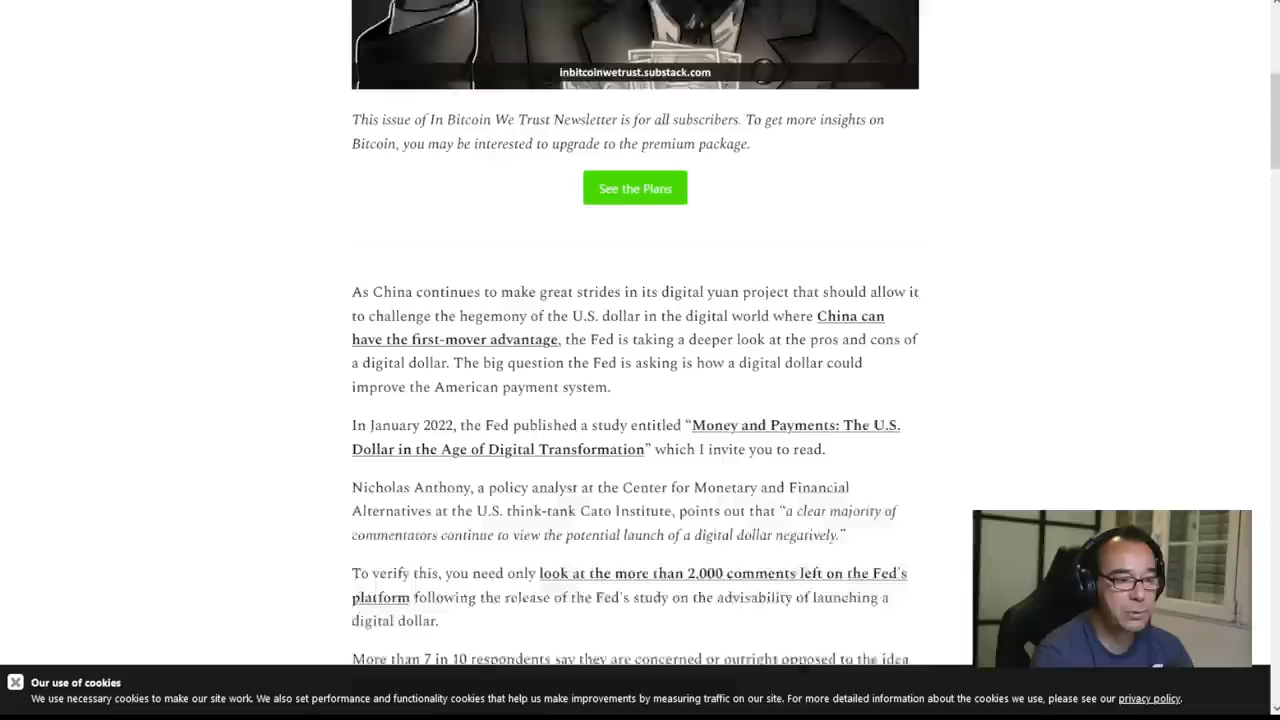 inbitcoinwetrust.substack.com
This issue of In Bitcoin We Trust Newsletter is for all subscribers. To get more insights on
Bitcoin, you may be interested to upgrade to the premium package.
See the Plans
As China continues to make great strides in its digital yuan project that should allow it
to challenge the hegemony of the U.S. dollar in the digital world where China can
have the first-mover advantage, the Fed is taking a deeper look at the pros and cons of
a digital dollar. The big question the Fed is asking is how a digital dollar could
improve the American payment system.
In January 2022, the Fed published a study entitled “Money and Payments: The U.S.
Dollar in the Age of Digital Transformation” which I invite you to read.
Nicholas Anthony, a policy analyst at the Center for Monetary and Financial
Alternatives at the U.S. think-tank Cato Institute, points out that “a clear majority of
commentators continue to view the potential launch of a digital dollar negatively.”
To verify this, you need only look at the more than 2,000 comments left on the Fed's
platform following the release of the Fed's study on the advisability of launching a
digital dollar.
More than 7 in 10 respondents say they are concerned or outright opposed to the idea
Our use of cookies
We use necessary cookies to make our site work. We also set performance and functionality cookies that help us make improvements by measuring traffic on our site. For more detailed information about the cookies we use, please see our privacy policy.